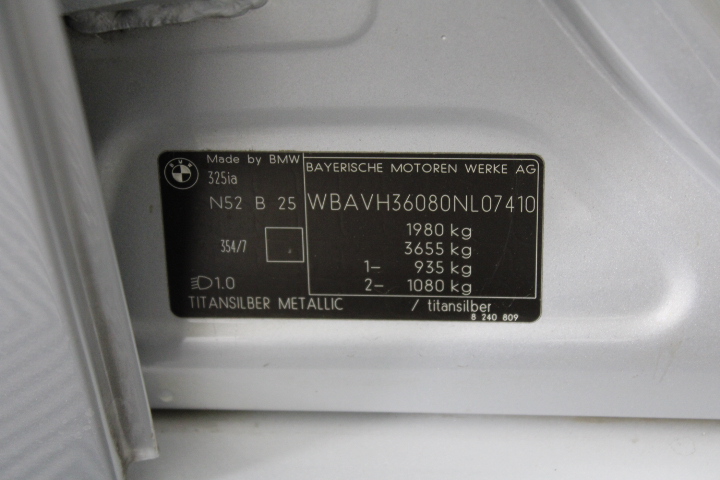 BMW
Made by BMW
325ia
N52 B 25
354/7
1.0
BAYERISCHE MOTOREN WERKE AG
WBAVH36080NL07410
1980 kg
3655 kg
1- 935 kg
2- 1080 kg
TITANSILBER METALLIC / titansilber
8 240 809